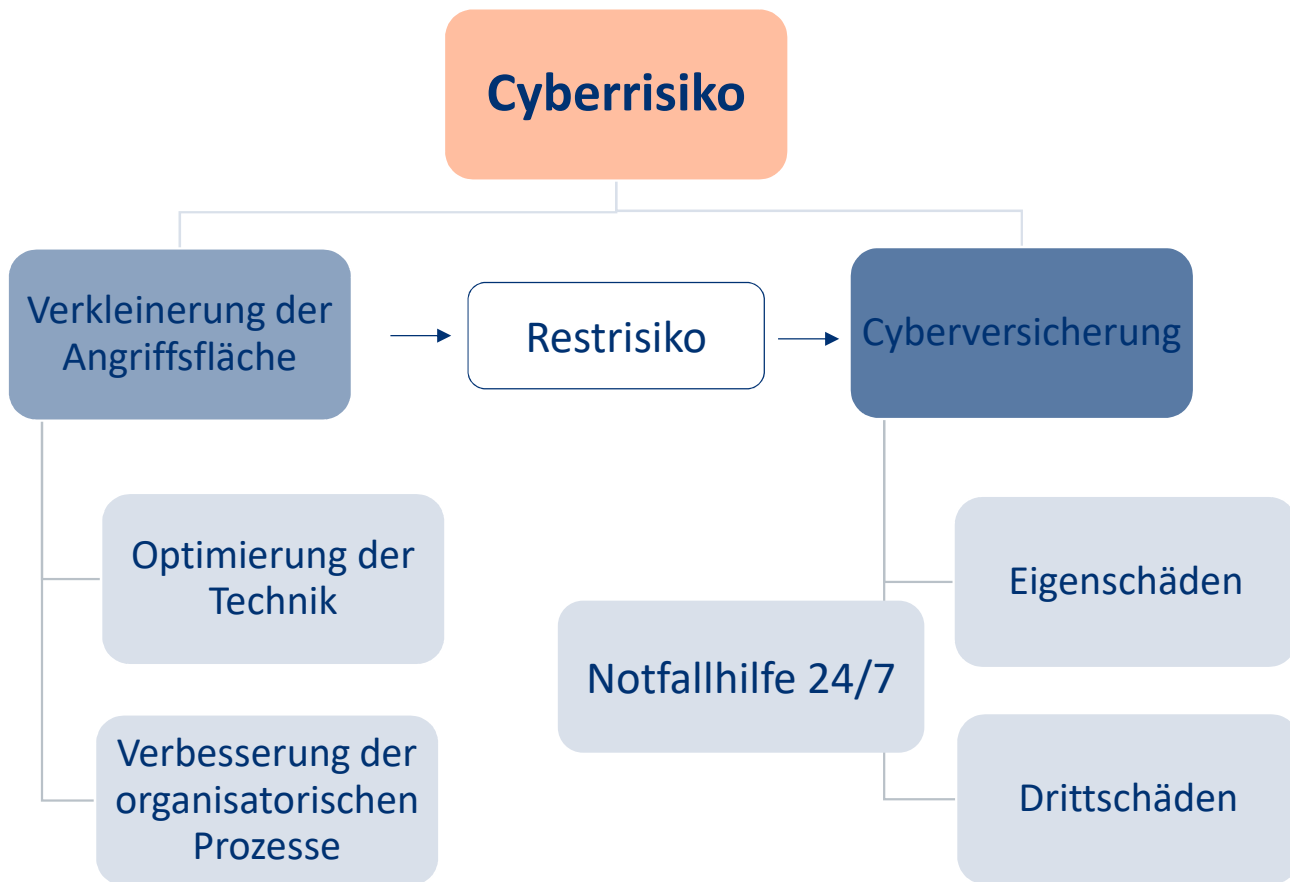 Cyberrisiko
Verkleinerung der
Angriffsfläche
Restrisiko
Cyberversicherung
Optimierung der
Technik
Verbesserung der
organisatorischen
Prozesse
Notfallhilfe 24/7
Eigenschäden
Drittschäden